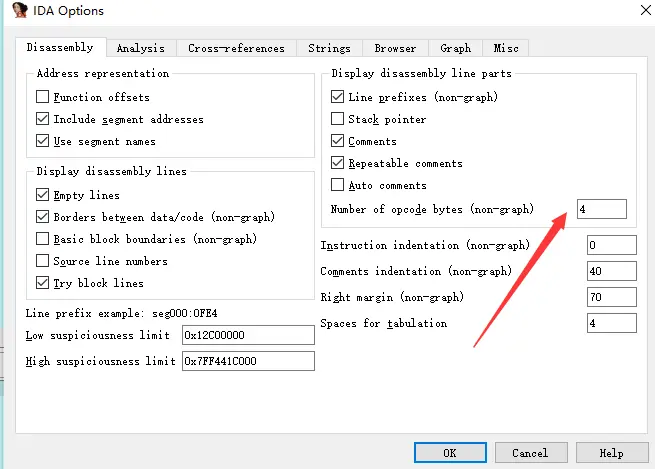 IDA Options
Disassembly Analysis Cross-references Strings Browser Graph Misc
Address representation
Function offsets
Include segment addresses
Use segment names
Display disassembly lines
Empty lines
Borders between data/code (non-graph)
Basic block boundaries (non-graph)
Source line numbers
Try block lines
Line prefix example: seg000:0FE4
Low suspiciousness limit 0x12C00000
High suspiciousness limit 0x7FF441C000
Display disassembly line parts
Line prefixes (non-graph)
Stack pointer
Comments
Repeatable comments
Auto comments
Number of opcode bytes (non-graph) 4
Instruction indentation (non-graph) 0
Comments indentation (non-graph) 40
Right margin (non-graph) 70
Spaces for tabulation 4
OK Cancel Help